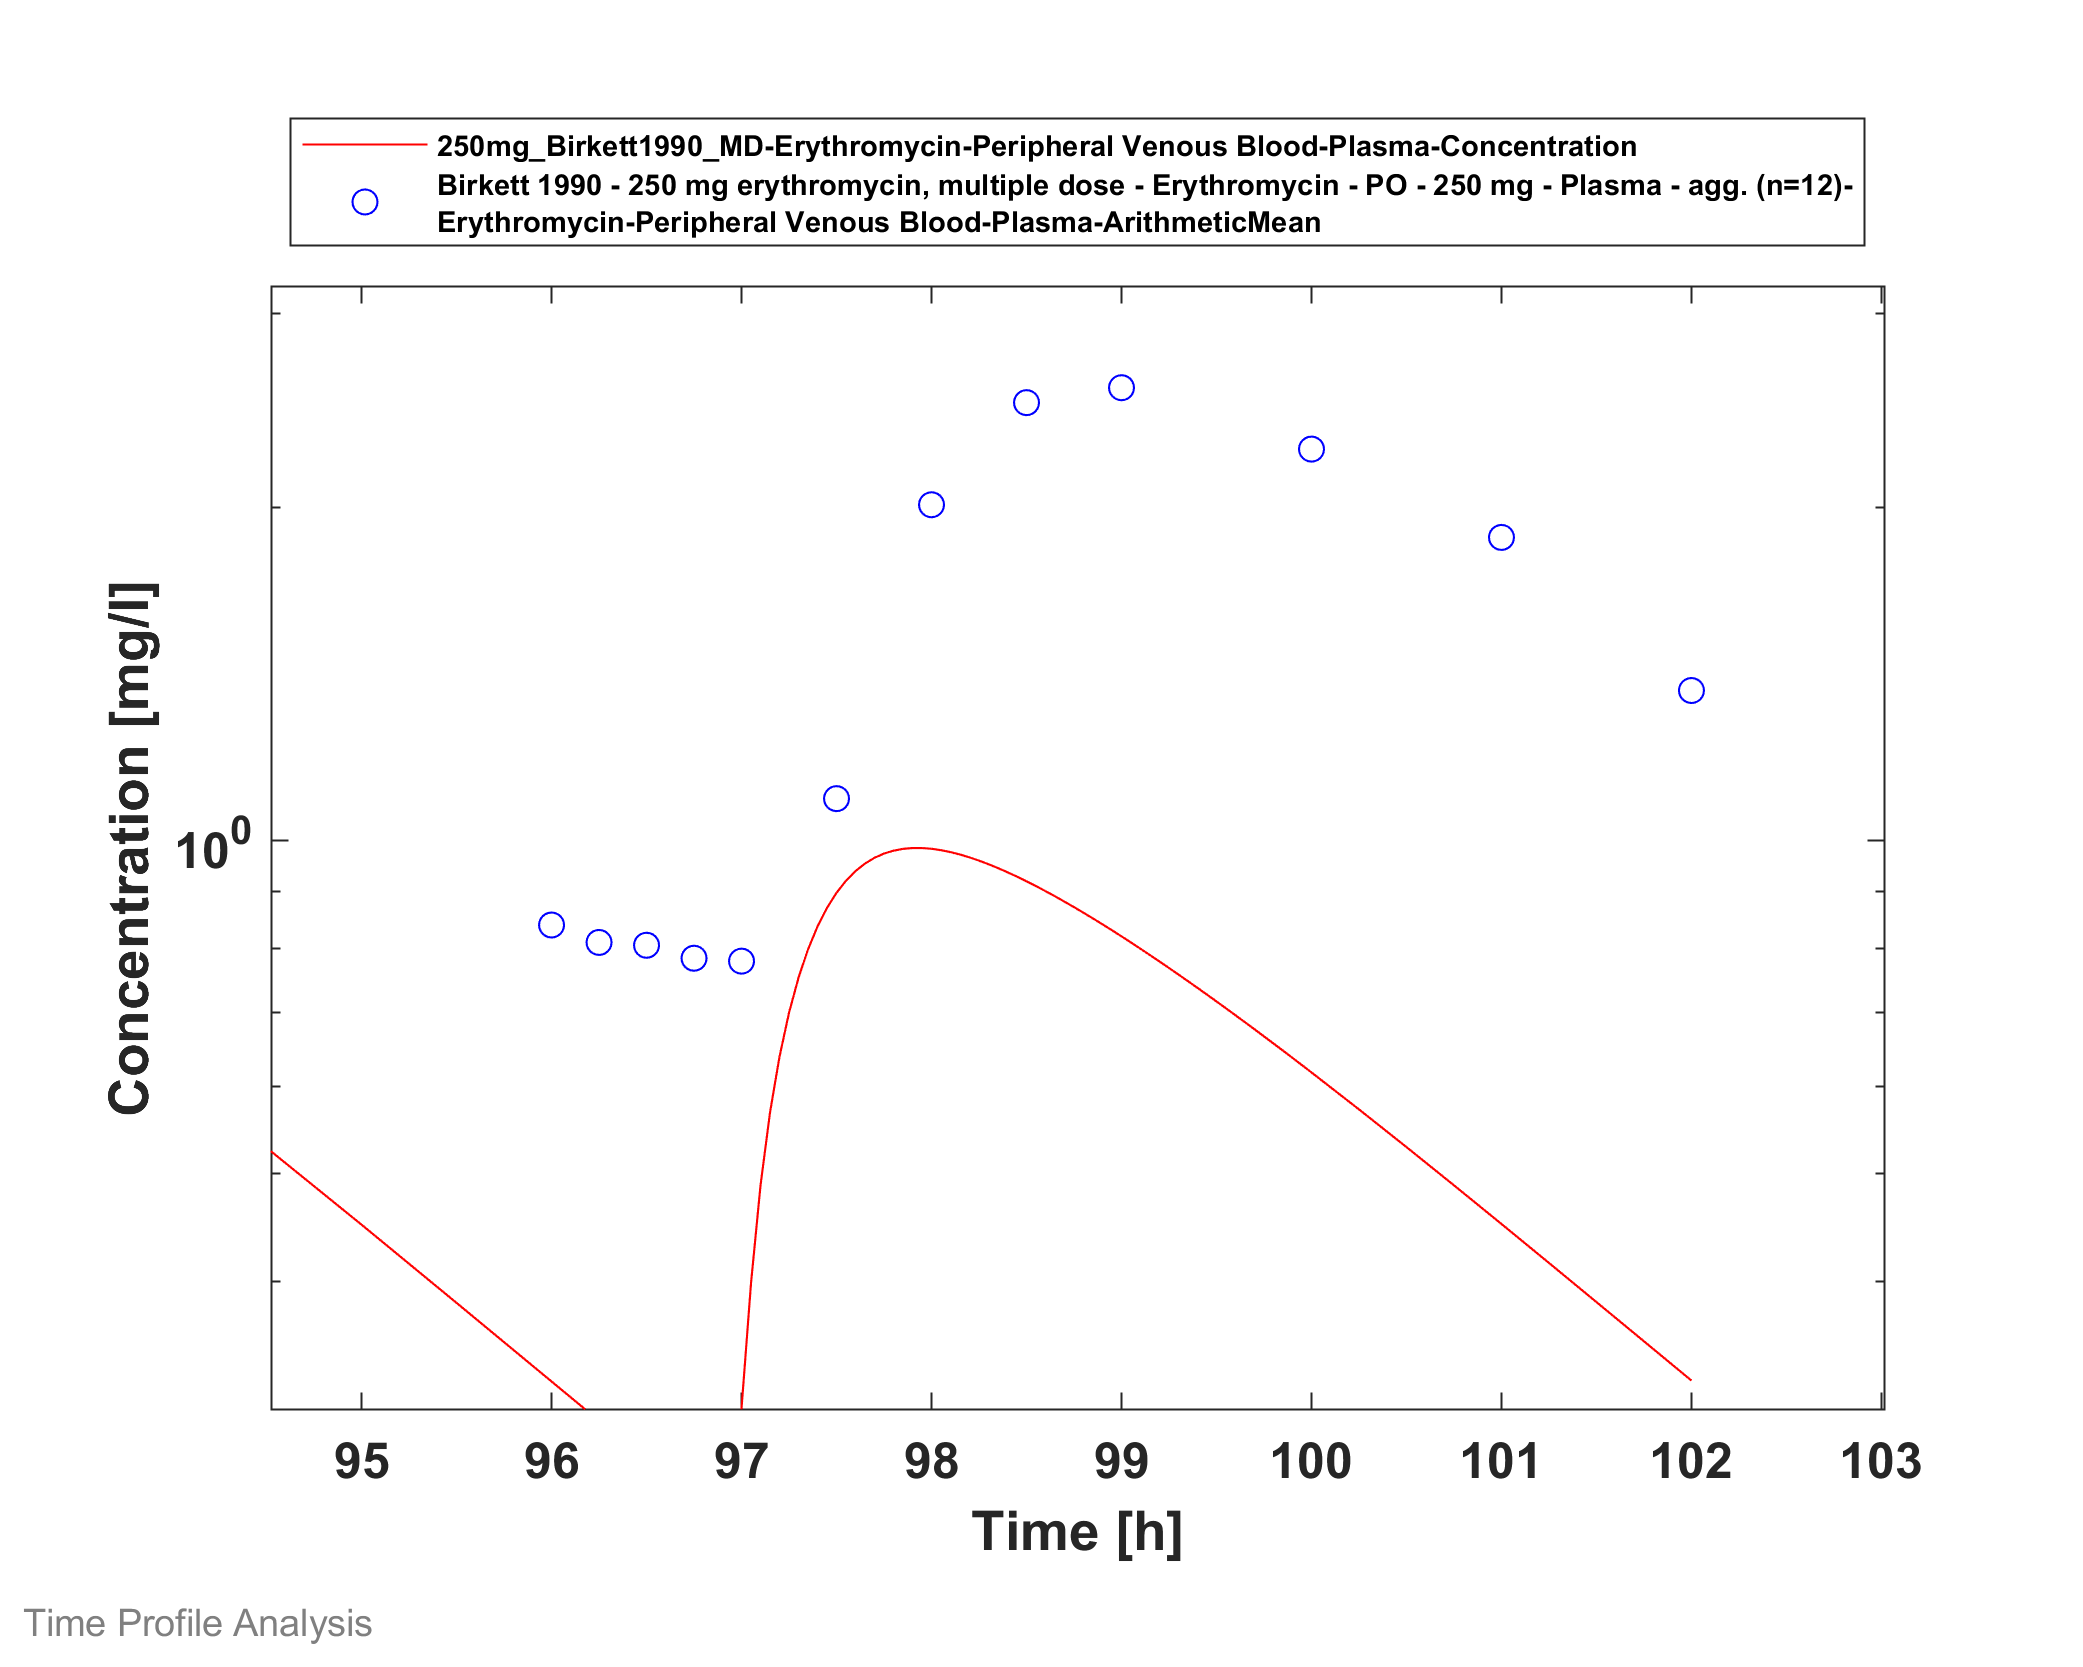 250mg_Birkett1990_MD-Erythromycin-Peripheral Venous Blood-Plasma-Concentration
Birkett 1990 - 250 mg erythromycin, multiple dose - Erythromycin - PO - 250 mg - Plasma - agg. (n=12)-
Erythromycin-Peripheral Venous Blood-Plasma-ArithmeticMean
Concentration [mg/l]
10⁰
95 96 97 98 99 100 101 102 103
Time [h]
Time Profile Analysis